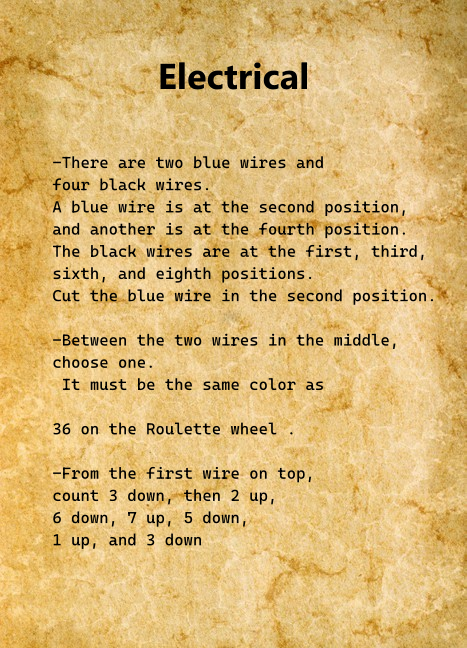 Electrical
-There are two blue wires and
four black wires.
A blue wire is at the second position,
and another is at the fourth position.
The black wires are at the first, third,
sixth, and eighth positions.
Cut the blue wire in the second position.
-Between the two wires in the middle,
choose one.
It must be the same color as
36 on the Roulette wheel .
-From the first wire on top,
count 3 down, then 2 up,
6 down, 7 up, 5 down,
1 up, and 3 down